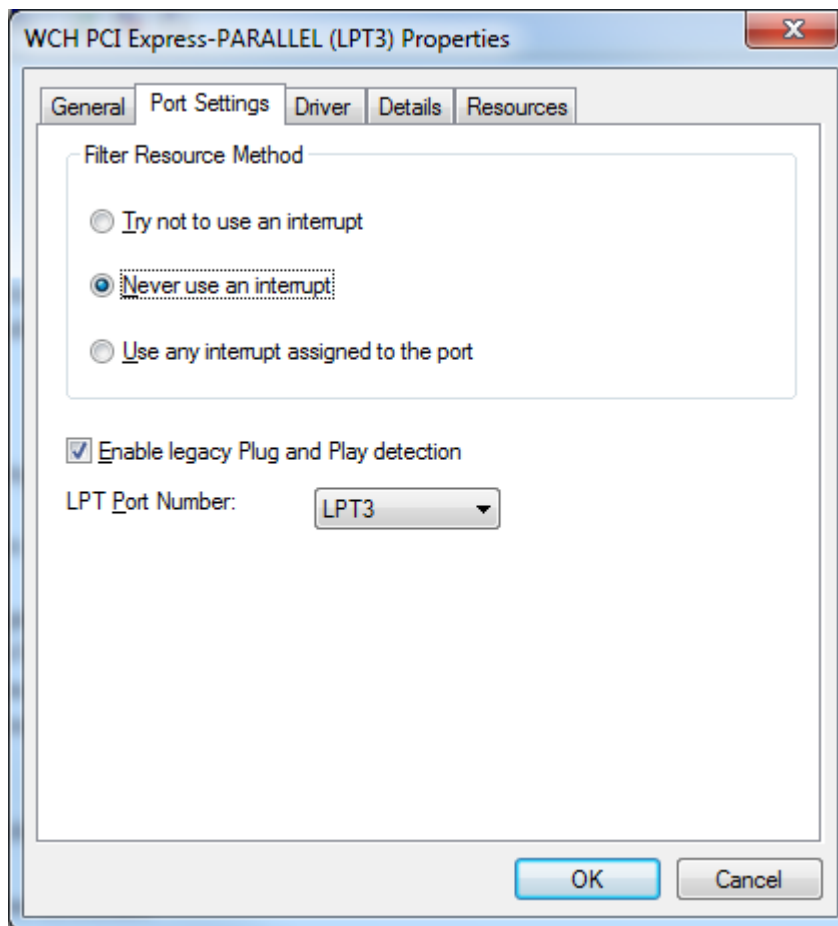 WCH PCI Express-PARALLEL (LPT3) Properties
General Port Settings Driver Details Resources
Filter Resource Method
Try not to use an interrupt
Never use an interrupt
Use any interrupt assigned to the port
Enable legacy Plug and Play detection
LPT Port Number: LPT3
OK Cancel